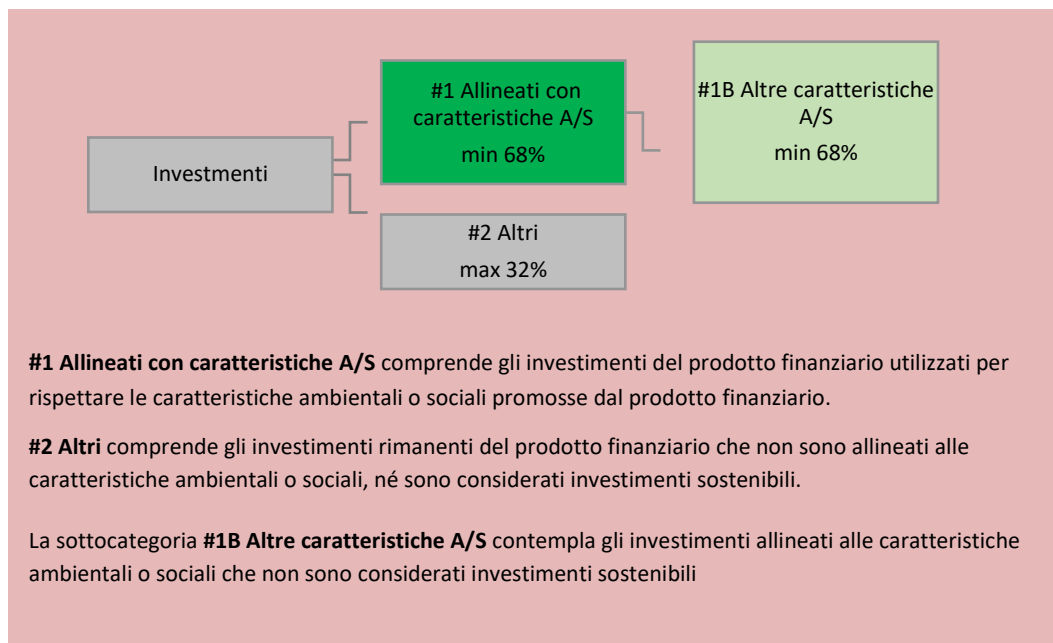 #1 Allineati con
caratteristiche A/S
min 68%
#1B Altre caratteristiche
A/S
min 68%
Investmenti
#2 Altri
max 32%
#1 Allineati con caratteristiche A/S comprende gli investimenti del prodotto finanziario utilizzati per
rispettare le caratteristiche ambientali o sociali promosse dal prodotto finanziario.
#2 Altri comprende gli investimenti rimanenti del prodotto finanziario che non sono allineati alle
caratteristiche ambientali o sociali, né sono considerati investimenti sostenibili.
La sottocategoria #1B Altre caratteristiche A/S contempla gli investimenti allineati alle caratteristiche
ambientali o sociali che non sono considerati investimenti sostenibili